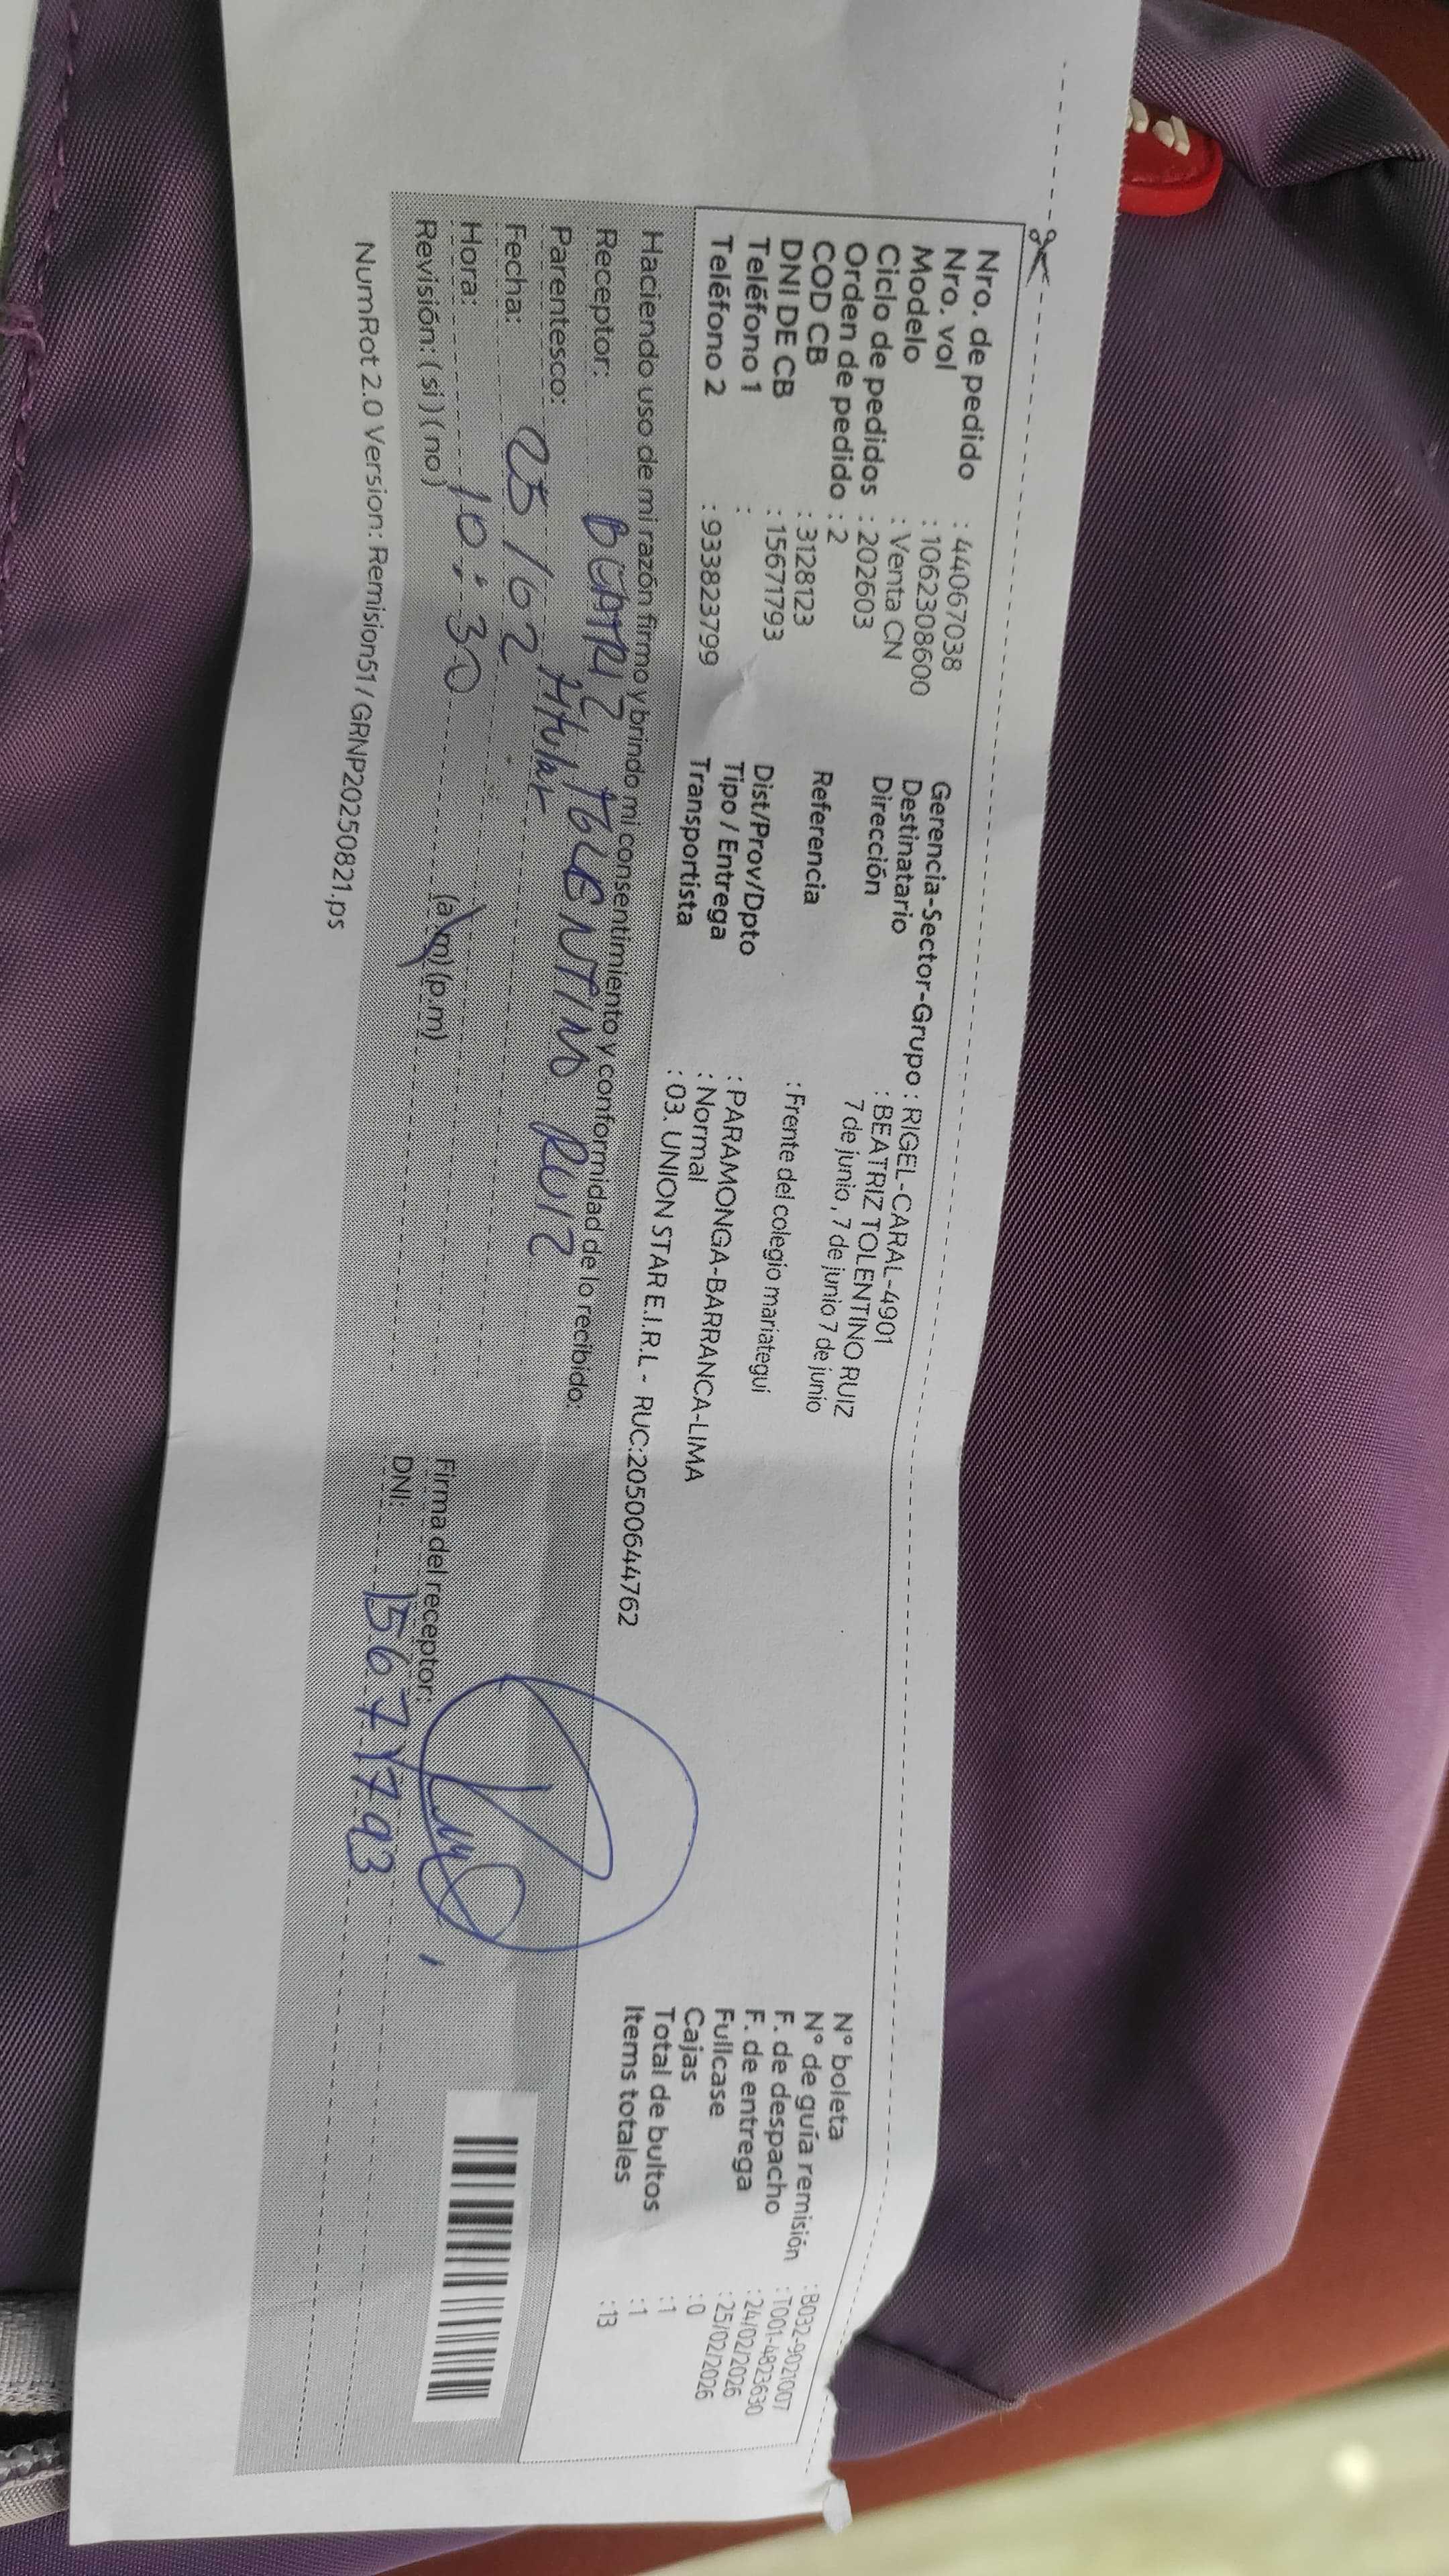 Nro. de pedido : 44067038
Nro. vol : 1062308600
Modelo : Venta CN
Ciclo de pedidos : 202603
Orden de pedido : 2
COD CB : 3128123
DNI DE CB : 15671793
Teléfono 1 :
Teléfono 2 : 933823799
Gerencia-Sector-Grupo : RIGEL-CARAL-4901
Destinatario : BEATRIZ TOLENTINO RUIZ
Dirección 7 de junio , 7 de junio 7 de junio
Referencia : Frente del colegio mariategui
Dist/Prov/Dpto : PARAMONGA-BARRANCA-LIMA
Tipo / Entrega : Normal
Transportista : 03. UNION STAR E.I.R.L - RUC:20500644762
N° boleta : B032-9021007
N° de guía remisión : T001-4823630
F. de despacho : 24/02/2026
F. de entrega : 25/02/2026
Fullcase : 0
Cajas : 1
Total de bultos : 1
Items totales : 13
Haciendo uso de mi razón firmo y brindo mi consentimiento y conformidad de lo recibido:
Receptor: TOLENTINO RUIZ
Parentesco: titular
Fecha: 25/02
Hora: 10:30 (a m) (p.m)
Revisión: (si) (no)
Firma del receptor:
DNI: 15671793
NumRot 2.0 Version: Remision51 / GRNP20250821.ps